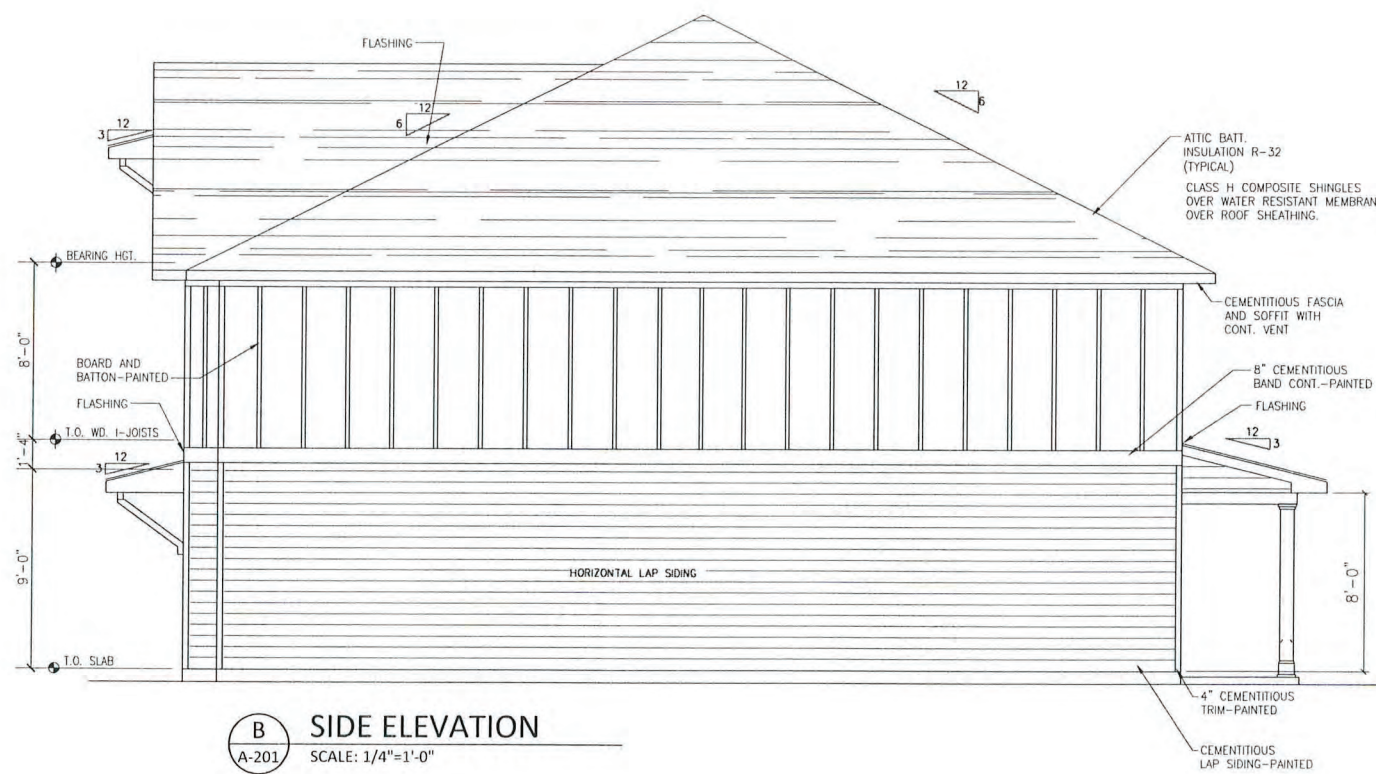 FLASHING
12
6
12
6
12
3
ATTIC BATT.
INSULATION R-32
(TYPICAL)
CLASS H COMPOSITE SHINGLES
OVER WATER RESISTANT MEMBRAN
OVER ROOF SHEATHING.
BEARING HGT.
CEMENTITIOUS FASCIA
AND SOFFIT WITH
CONT. VENT
8'-0"
BOARD AND
BATTON-PAINTED
8" CEMENTITIOUS
BAND CONT.-PAINTED
FLASHING
FLASHING
T.O. WD. I-JOISTS
1'-4"
12
3
12
3
9'-0"
HORIZONTAL LAP SIDING
8'-0"
T.O. SLAB
4" CEMENTITIOUS
TRIM-PAINTED
B
A-201
SIDE ELEVATION
SCALE: 1/4"=1'-0"
CEMENTITIOUS
LAP SIDING-PAINTED